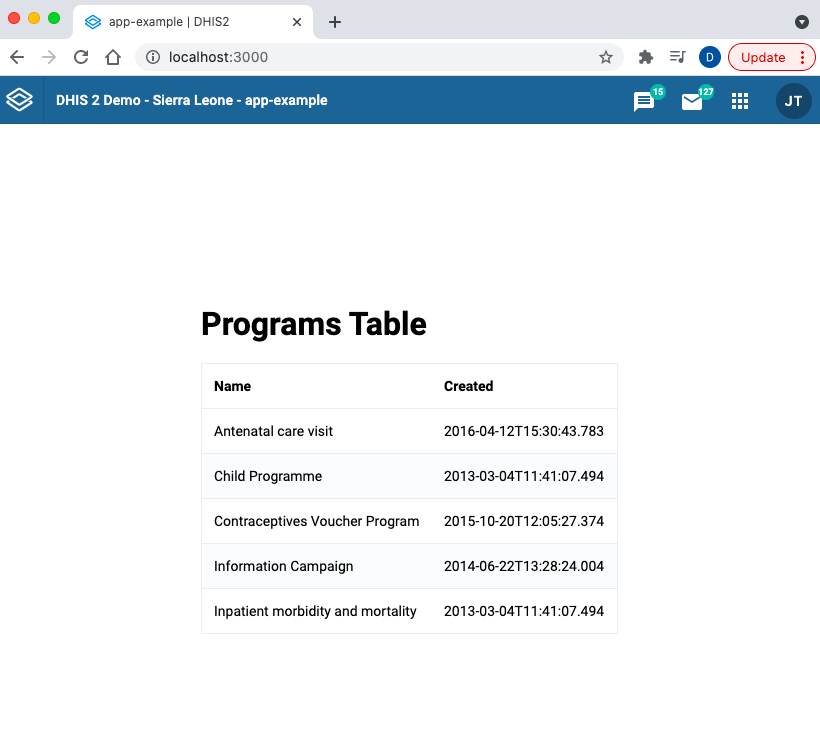 app-example | DHIS2
localhost:3000
D
Update
DHIS 2 Demo - Sierra Leone - app-example
15
127
JT
Programs Table
Name Created
Antenatal care visit 2016-04-12T15:30:43.783
Child Programme 2013-03-04T11:41:07.494
Contraceptives Voucher Program 2015-10-20T12:05:27.374
Information Campaign 2014-06-22T13:28:24.004
Inpatient morbidity and mortality 2013-03-04T11:41:07.494